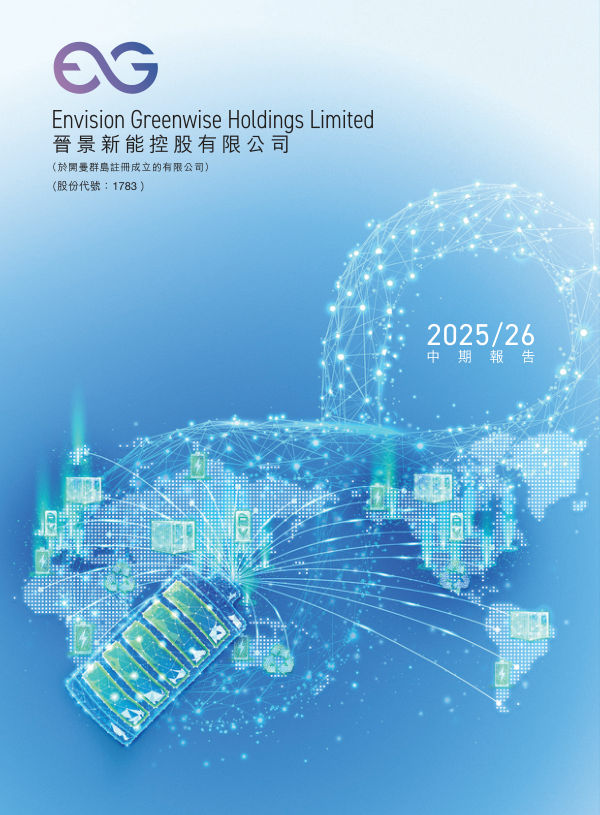 EG
Envision Greenwise Holdings Limited
晉景新能控股有限公司
(於開曼群島註冊成立的有限公司)
(股份代號：1783)
2025/26
中期報告